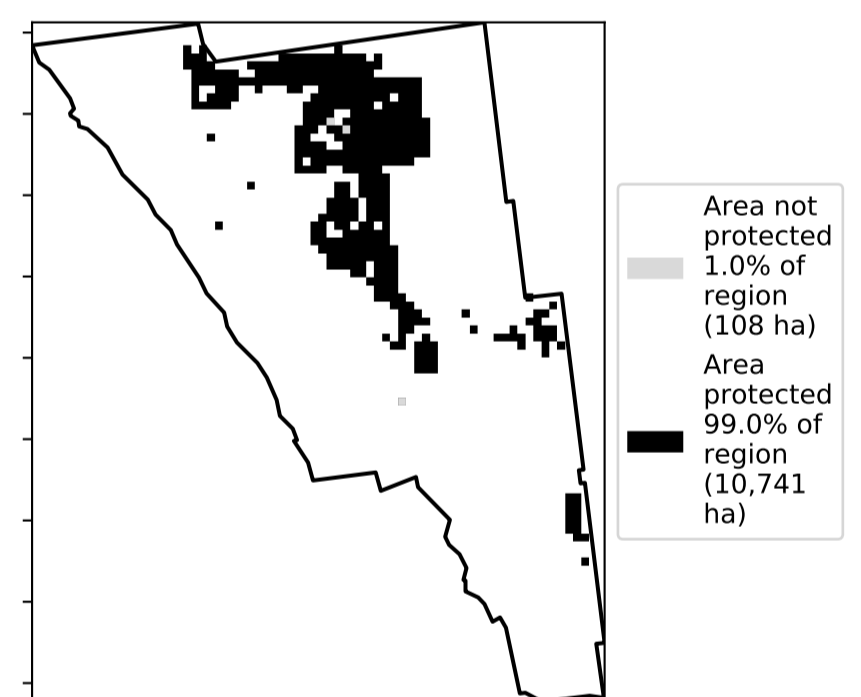 Area not
protected
1.0% of
region
(108 ha)
Area
protected
99.0% of
region
(10,741
ha)